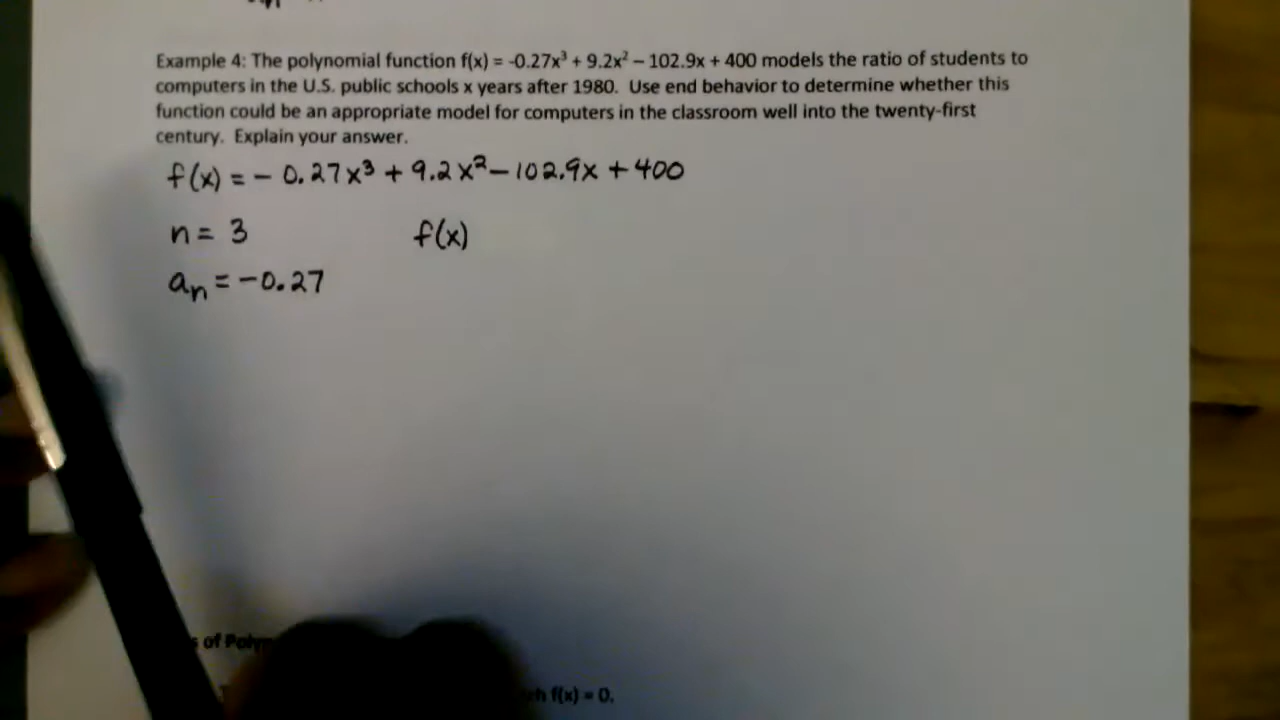 Example 4: The polynomial function f(x) = -0.27x³ + 9.2x² – 102.9x + 400 models the ratio of students to
computers in the U.S. public schools x years after 1980. Use end behavior to determine whether this
function could be an appropriate model for computers in the classroom well into the twenty-first
century. Explain your answer.
f(x) = - 0.27x³ + 9.2x² - 102.9x + 400
n = 3 f(x)
aₙ = -0.27
of
f(x) = 0.